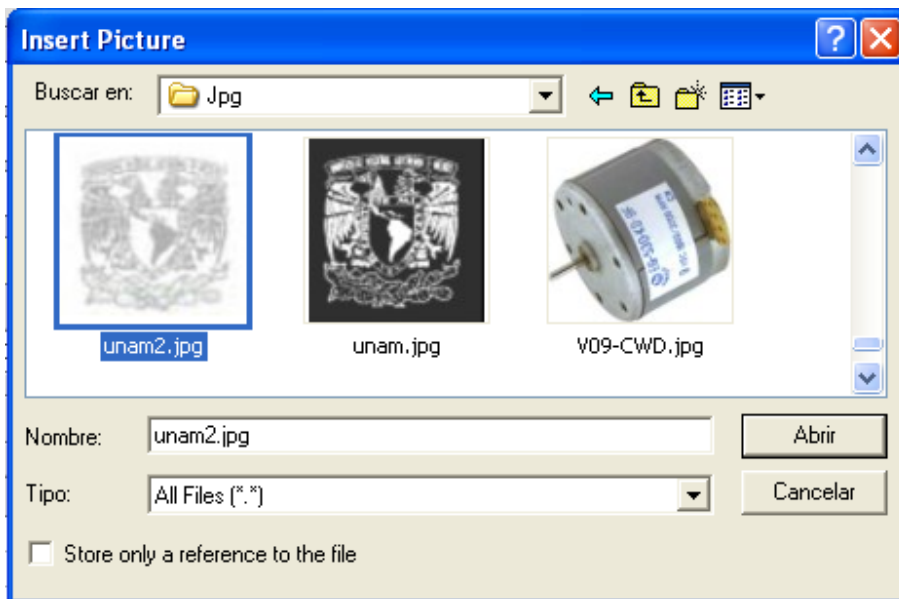 Insert Picture
Buscar en:
Jpg
unam2.jpg
unam.jpg
V09-CWD.jpg
Nombre:
unam2.jpg
Abrir
Tipo:
All Files (*.*)
Cancelar
Store only a reference to the file